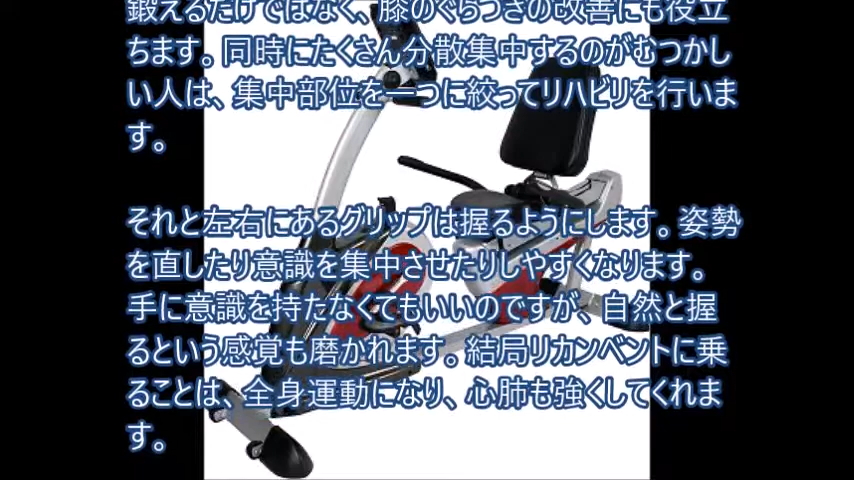 鍛えるだけではなく、膝のぐらつきの改善にも役立
ちます。同時にたくさん分散集中するのがむつかし
い人は、集中部位を一つに絞ってリハビリを行いま
す。
それと左右にあるグリップは握るようにします。姿勢
を直したり意識を集中させたりしやすくなります。
手に意識を持たなくてもいいのですが、自然と握
るという感覚も磨かれます。結局リカンベントに乗
ることは、全身運動になり、心肺も強くしてくれま
す。